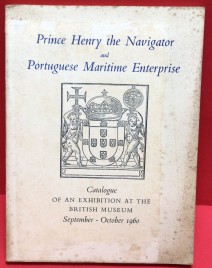 Prince Henry the Navigator
and
Portuguese Maritime Enterprise
Catalogue
OF AN EXHIBITION AT THE
BRITISH MUSEUM
September - October 1960